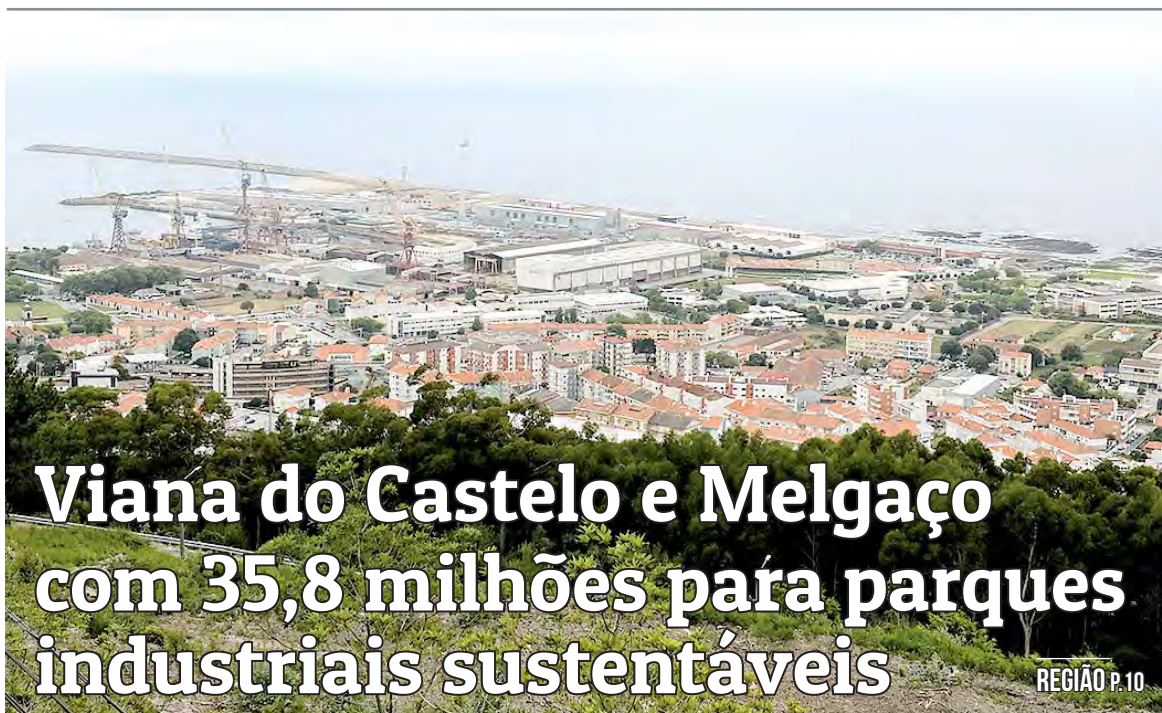 Viana do Castelo e Melgaço
com 35,8 milhões para parques
industriais sustentáveis
REGIÃO P.10